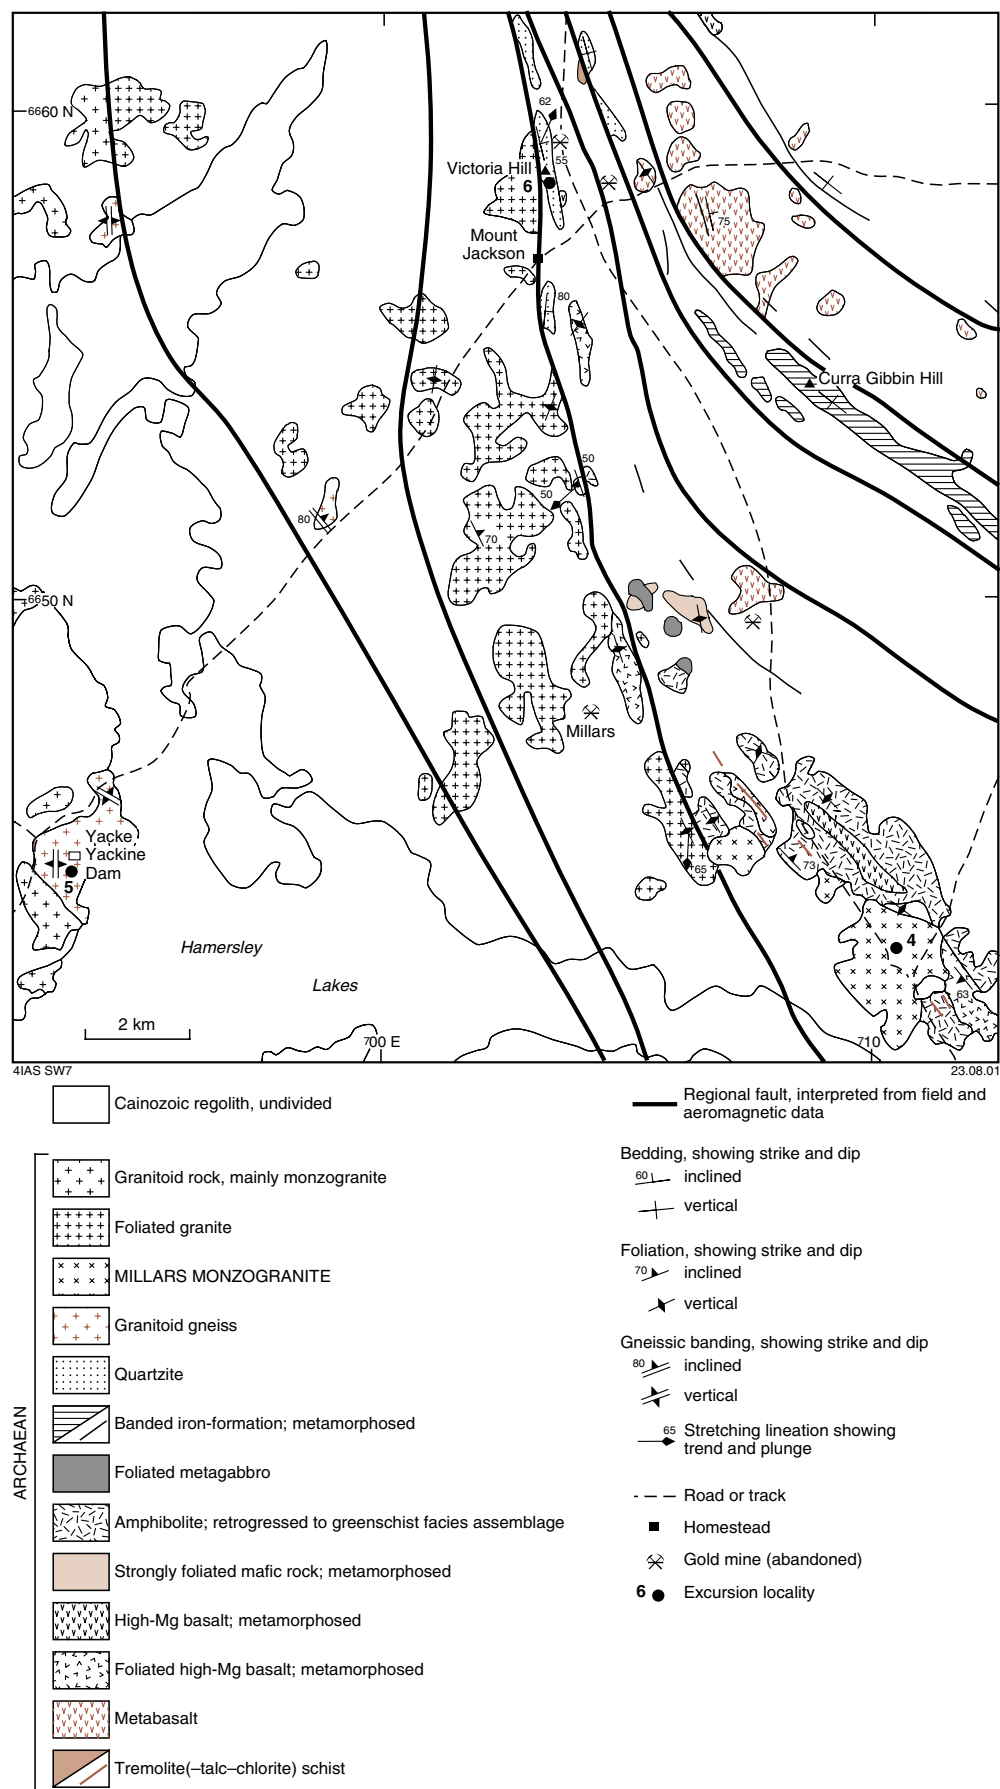 6660 N
62
55
Victoria Hill
6
75
Mount
Jackson
80
Curra Gibbin Hill
50
50
80
70
6650 N
Millars
Yacke
Yackine
Dam
5
65
73
4
Hamersley
Lakes
63
2 km
700 E
710
4IAS SW7
23.08.01
Cainozoic regolith, undivided
ARCHAEAN
Granitoid rock, mainly monzogranite
Foliated granite
MILLARS MONZOGRANITE
Granitoid gneiss
Quartzite
Banded iron-formation; metamorphosed
Foliated metagabbro
Amphibolite; retrogressed to greenschist facies assemblage
Strongly foliated mafic rock; metamorphosed
High-Mg basalt; metamorphosed
Foliated high-Mg basalt; metamorphosed
Metabasalt
Tremolite(–talc–chlorite) schist
Regional fault, interpreted from field and
aeromagnetic data
Bedding, showing strike and dip
60 inclined
vertical
Foliation, showing strike and dip
70 inclined
vertical
Gneissic banding, showing strike and dip
80 inclined
vertical
65 Stretching lineation showing
trend and plunge
Road or track
Homestead
Gold mine (abandoned)
6 Excursion locality